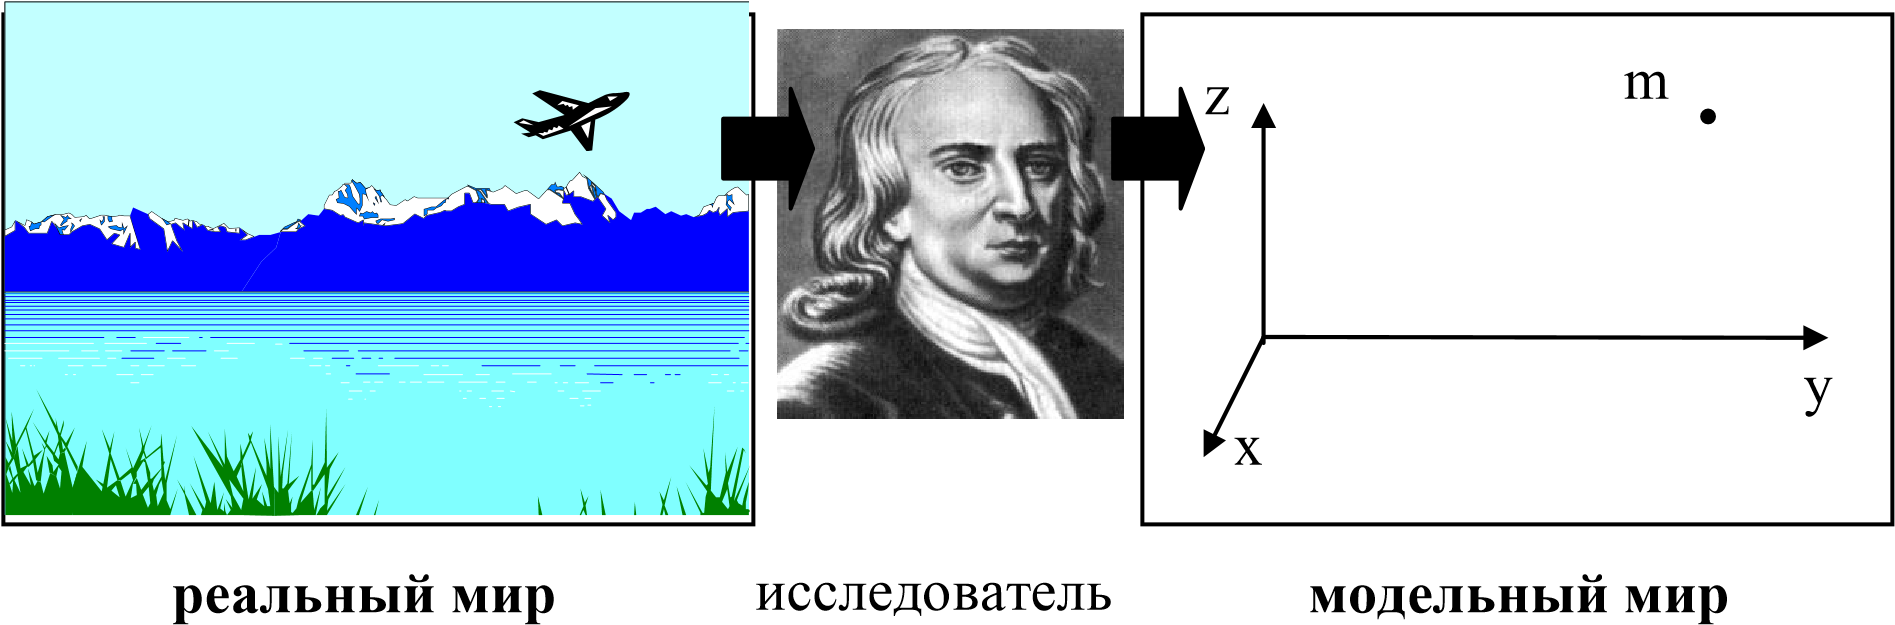 z
m
y
x
реальный мир
исследователь
модельный мир